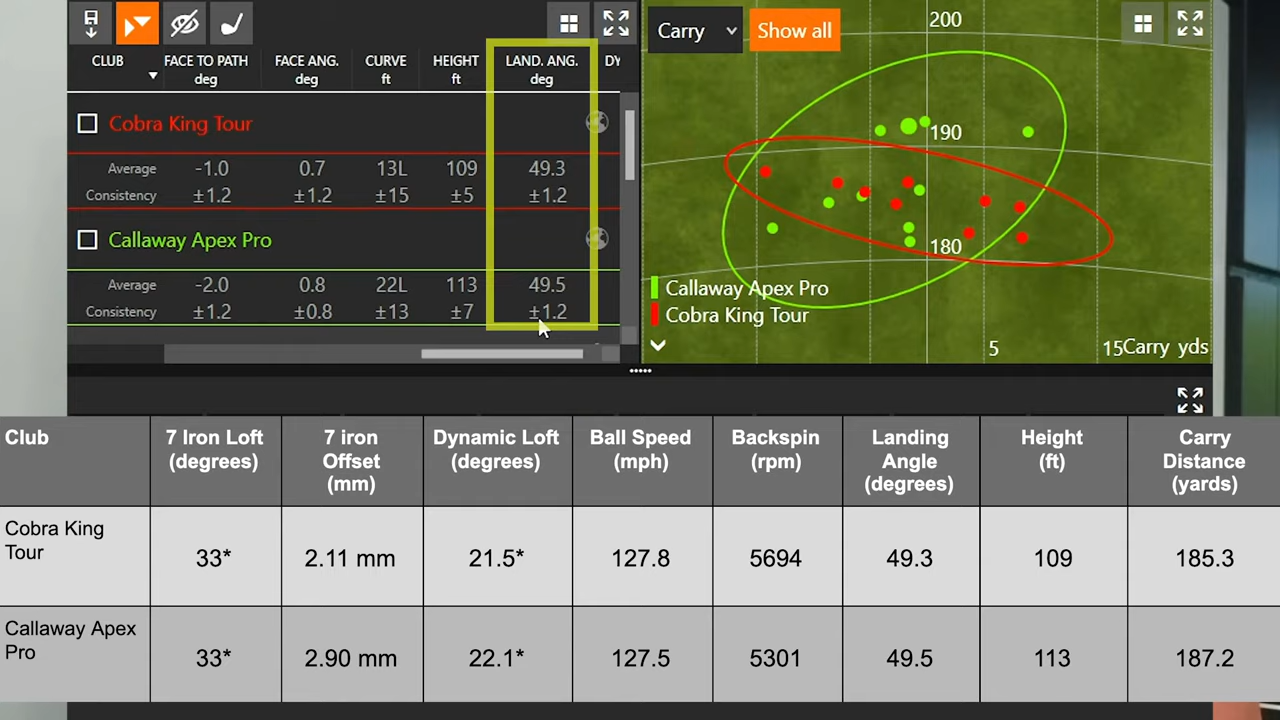 CLUB FACE TO PATH FACE ANG. CURVE HEIGHT LAND. ANG. DY
deg deg ft ft deg
Cobra King Tour
Average -1.0 0.7 13L 109 49.3
Consistency ±1.2 ±1.2 ±15 ±5 ±1.2
Callaway Apex Pro
Average -2.0 0.8 22L 113 49.5
Consistency ±1.2 ±0.8 ±13 ±7 ±1.2
Carry Show all
200
190
180
Callaway Apex Pro
Cobra King Tour
5 15 Carry yds
Club 7 Iron Loft 7 iron Dynamic Loft Ball Speed Backspin Landing Height Carry
(degrees) Offset (degrees) (mph) (rpm) Angle (ft) Distance
(mm) (degrees) (yards)
Cobra King
Tour 33* 2.11 mm 21.5* 127.8 5694 49.3 109 185.3
Callaway Apex
Pro 33* 2.90 mm 22.1* 127.5 5301 49.5 113 187.2